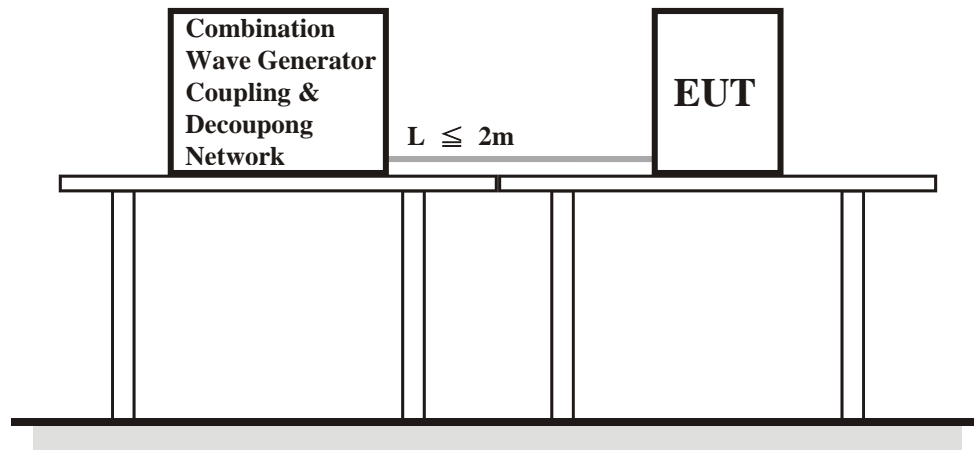 Combination
Wave Generator
Coupling &
Decoupong
Network
L ≦ 2m
EUT